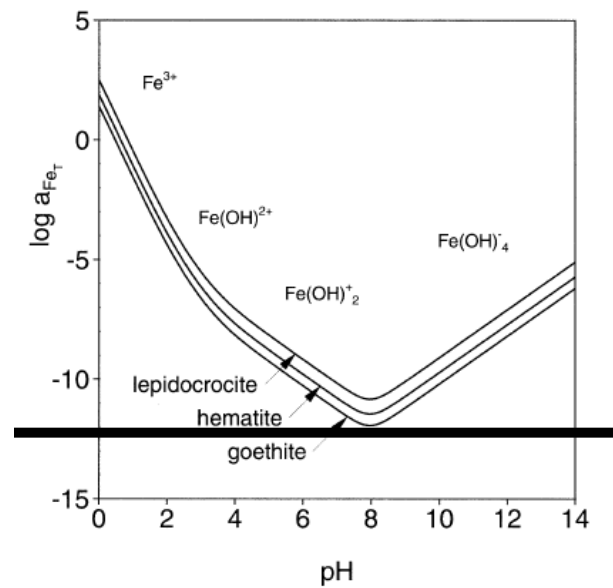 5
Fe³⁺
0
log a_Fe_T
Fe(OH)²⁺
Fe(OH)⁻₄
-5
Fe(OH)⁺₂
lepidocrocite
-10
hematite
goethite
-15
0 2 4 6 8 10 12 14
pH